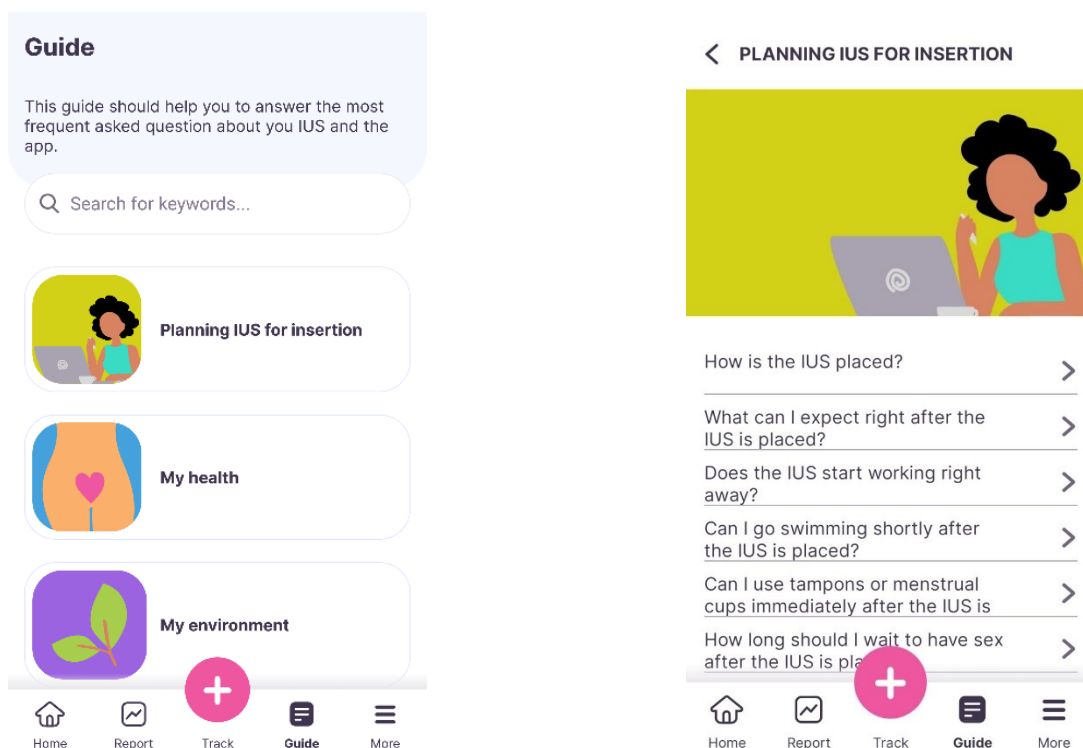 Guide
This guide should help you to answer the most
frequent asked question about you IUS and the
app.
Search for keywords...
Planning IUS for insertion
My health
My environment
Home
Report
Track
Guide
More
PLANNING IUS FOR INSERTION
How is the IUS placed?
What can I expect right after the
IUS is placed?
Does the IUS start working right
away?
Can I go swimming shortly after
the IUS is placed?
Can I use tampons or menstrual
cups immediately after the IUS is
How long should I wait to have sex
after the IUS is
Home
Report
Track
Guide
More